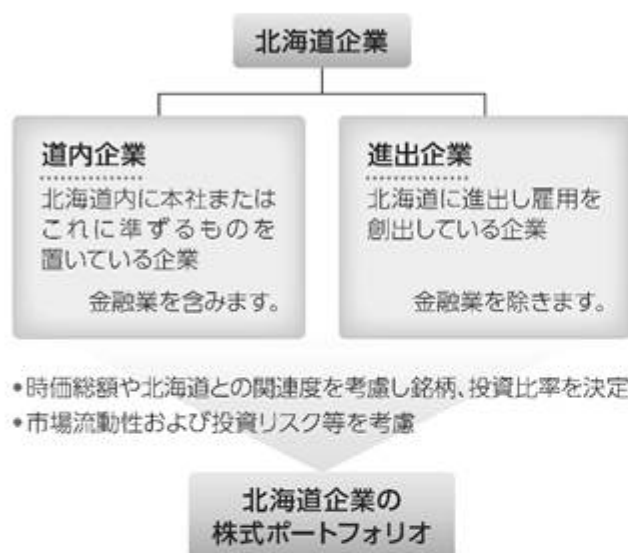 北海道企業
道内企業
北海道内に本社または
これに準ずるものを
置いている企業
金融業を含みます。
進出企業
北海道に進出し雇用を
創出している企業
金融業を除きます。
•時価総額や北海道との関連度を考慮し銘柄、投資比率を決定
•市場流動性および投資リスク等を考慮
北海道企業の
株式ポートフォリオ